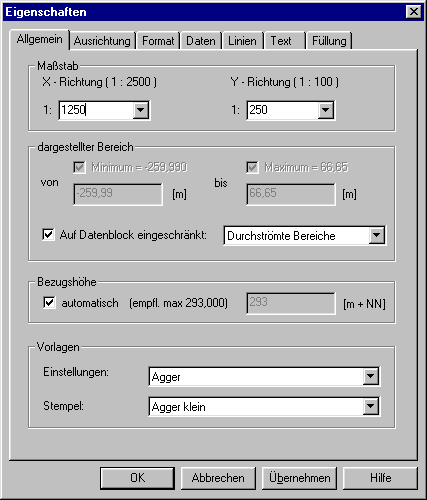 Eigenschaften
Allgemein Ausrichtung Format Daten Linien Text Füllung
Maßstab
X - Richtung ( 1 : 2500 ) Y - Richtung ( 1 : 100 )
1: 1250 1: 250
dargestellter Bereich
Minimum = -259,990 Maximum = 66,65
von -259,99 [m] bis 66,65 [m]
Auf Datenblock eingeschränkt: Durchströmte Bereiche
Bezugshöhe
automatisch (empfl. max 293,000) 293 [m + NN]
Vorlagen
Einstellungen: Agger
Stempel: Agger klein
OK Abbrechen Übernehmen Hilfe